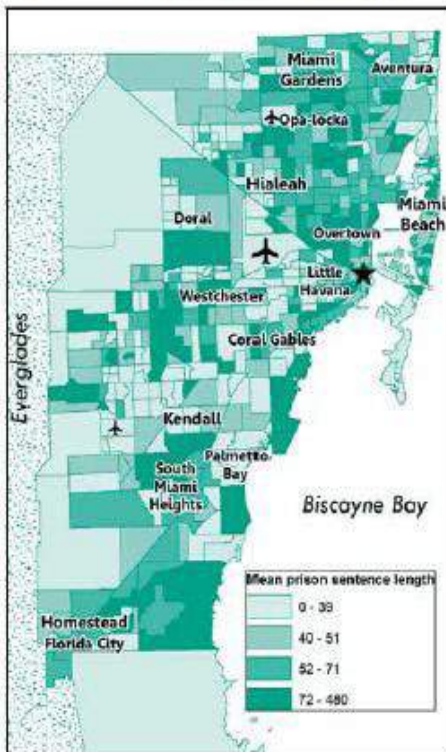 Miami
Gardens
Aventura
Opa-locka
Hialeah
Doral
Miami
Beach
Overtown
Little
Havana
Westchester
Coral Gables
Everglades
Kendall
Palmetto
Bay
South
Miami
Heights
Biscayne Bay
Homestead
Florida City
Mean prison sentence length
0 - 39
40 - 51
52 - 71
72 - 480